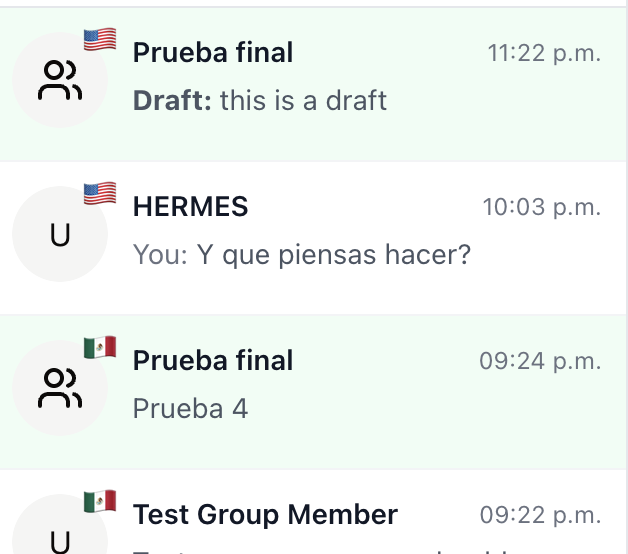 Prueba final 11:22 p.m.
Draft: this is a draft
U HERMES 10:03 p.m.
You: Y que piensas hacer?
Prueba final 09:24 p.m.
Prueba 4
U Test Group Member 09:22 p.m.